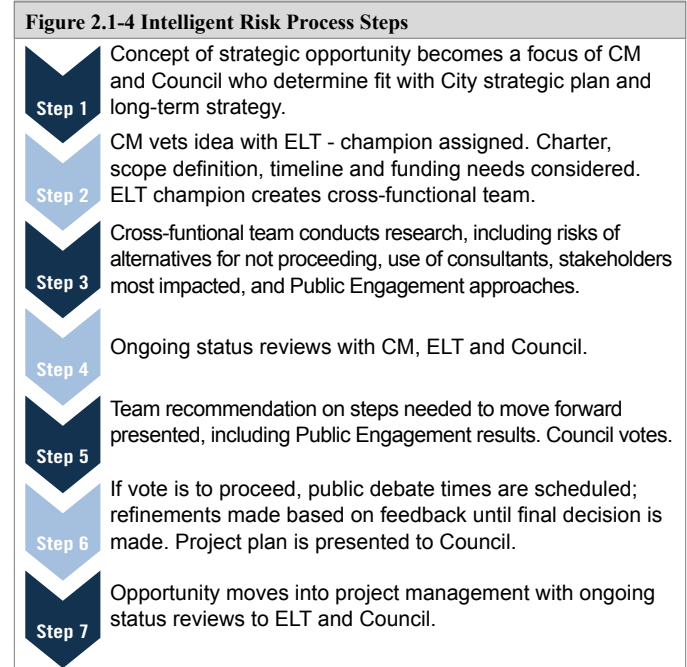 Figure 2.1-4 Intelligent Risk Process Steps
Step 1
Concept of strategic opportunity becomes a focus of CM
and Council who determine fit with City strategic plan and
long-term strategy.
Step 2
CM vets idea with ELT - champion assigned. Charter,
scope definition, timeline and funding needs considered.
ELT champion creates cross-functional team.
Step 3
Cross-funtional team conducts research, including risks of
alternatives for not proceeding, use of consultants, stakeholders
most impacted, and Public Engagement approaches.
Step 4
Ongoing status reviews with CM, ELT and Council.
Step 5
Team recommendation on steps needed to move forward
presented, including Public Engagement results. Council votes.
Step 6
If vote is to proceed, public debate times are scheduled;
refinements made based on feedback until final decision is
made. Project plan is presented to Council.
Step 7
Opportunity moves into project management with ongoing
status reviews to ELT and Council.